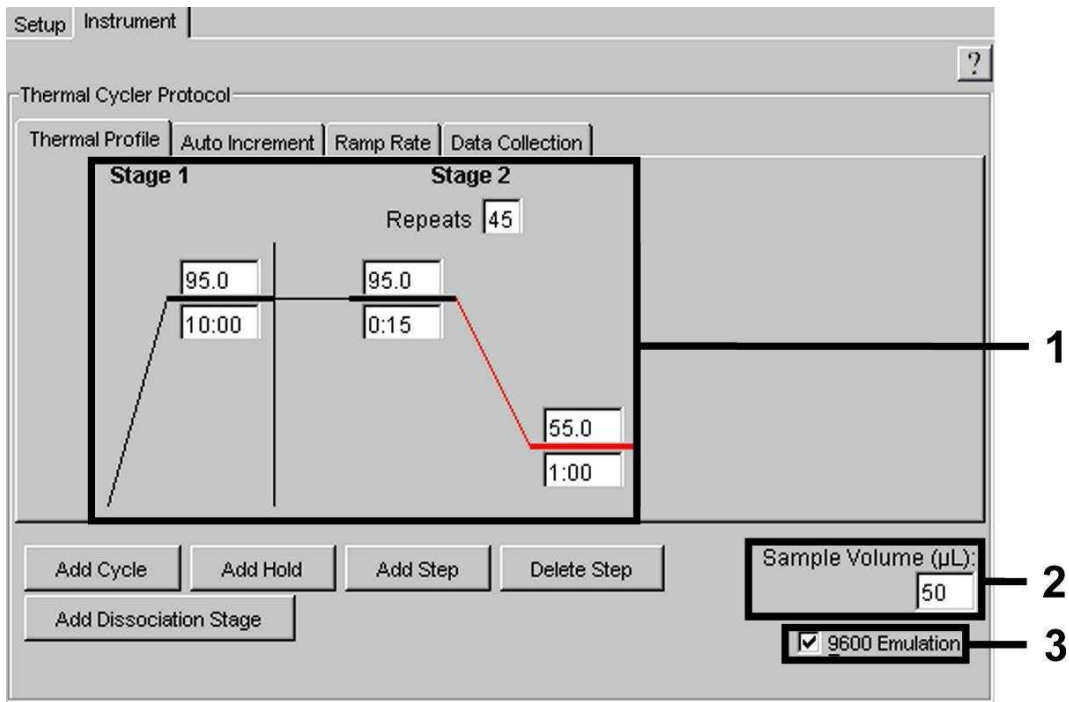 Setup Instrument
?
Thermal Cycler Protocol
Thermal Profile Auto Increment Ramp Rate Data Collection
Stage 1 Stage 2
Repeats 45
95.0 95.0
10:00 0:15
1
55.0
1:00
Add Cycle Add Hold Add Step Delete Step
Sample Volume (µL):
50
2
Add Dissociation Stage
9600 Emulation
3